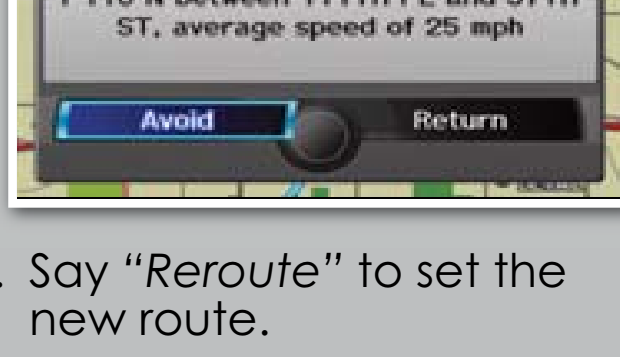 ST, average speed of 25 mph
Avoid Return
. Say “Reroute” to set the
new route.